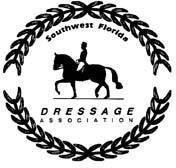 Southwest Florida
DRESSAGE
ASSOCIATION